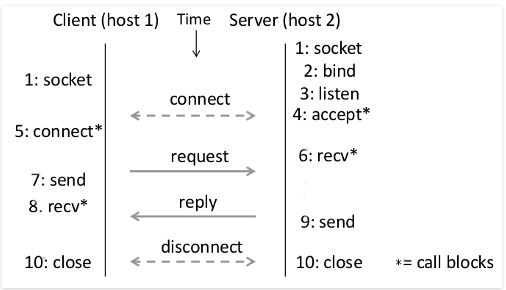 Client (host 1) Time Server (host 2)
1: socket
1: socket
2: bind
3: listen
connect
4: accept*
5: connect*
request
6: recv*
7: send
8. recv*
reply
9: send
disconnect
10: close
10: close
*= call blocks